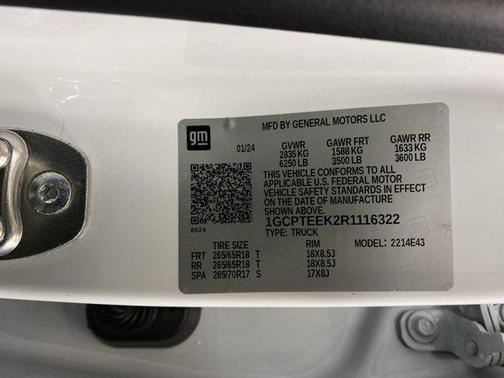 gm
MFD BY GENERAL MOTORS LLC
01/24 GVWR GAWR FRT GAWR RR
2835 KG 1588 KG 1633 KG
6250 LB 3500 LB 3600 LB
THIS VEHICLE CONFORMS TO ALL
APPLICABLE U.S. FEDERAL MOTOR
VEHICLE SAFETY STANDARDS IN EFFECT
ON THE DATE OF MANUFACTURE
SHOWN ABOVE.
1GCPTEEK2R1116322
TYPE: TRUCK
8624
TIRE SIZE RIM MODEL: 2214E43
FRT 265/65R18 T 18X8.5J
RR 265/65R18 T 18X8.5J
SPA 265/70R17 S 17X8J